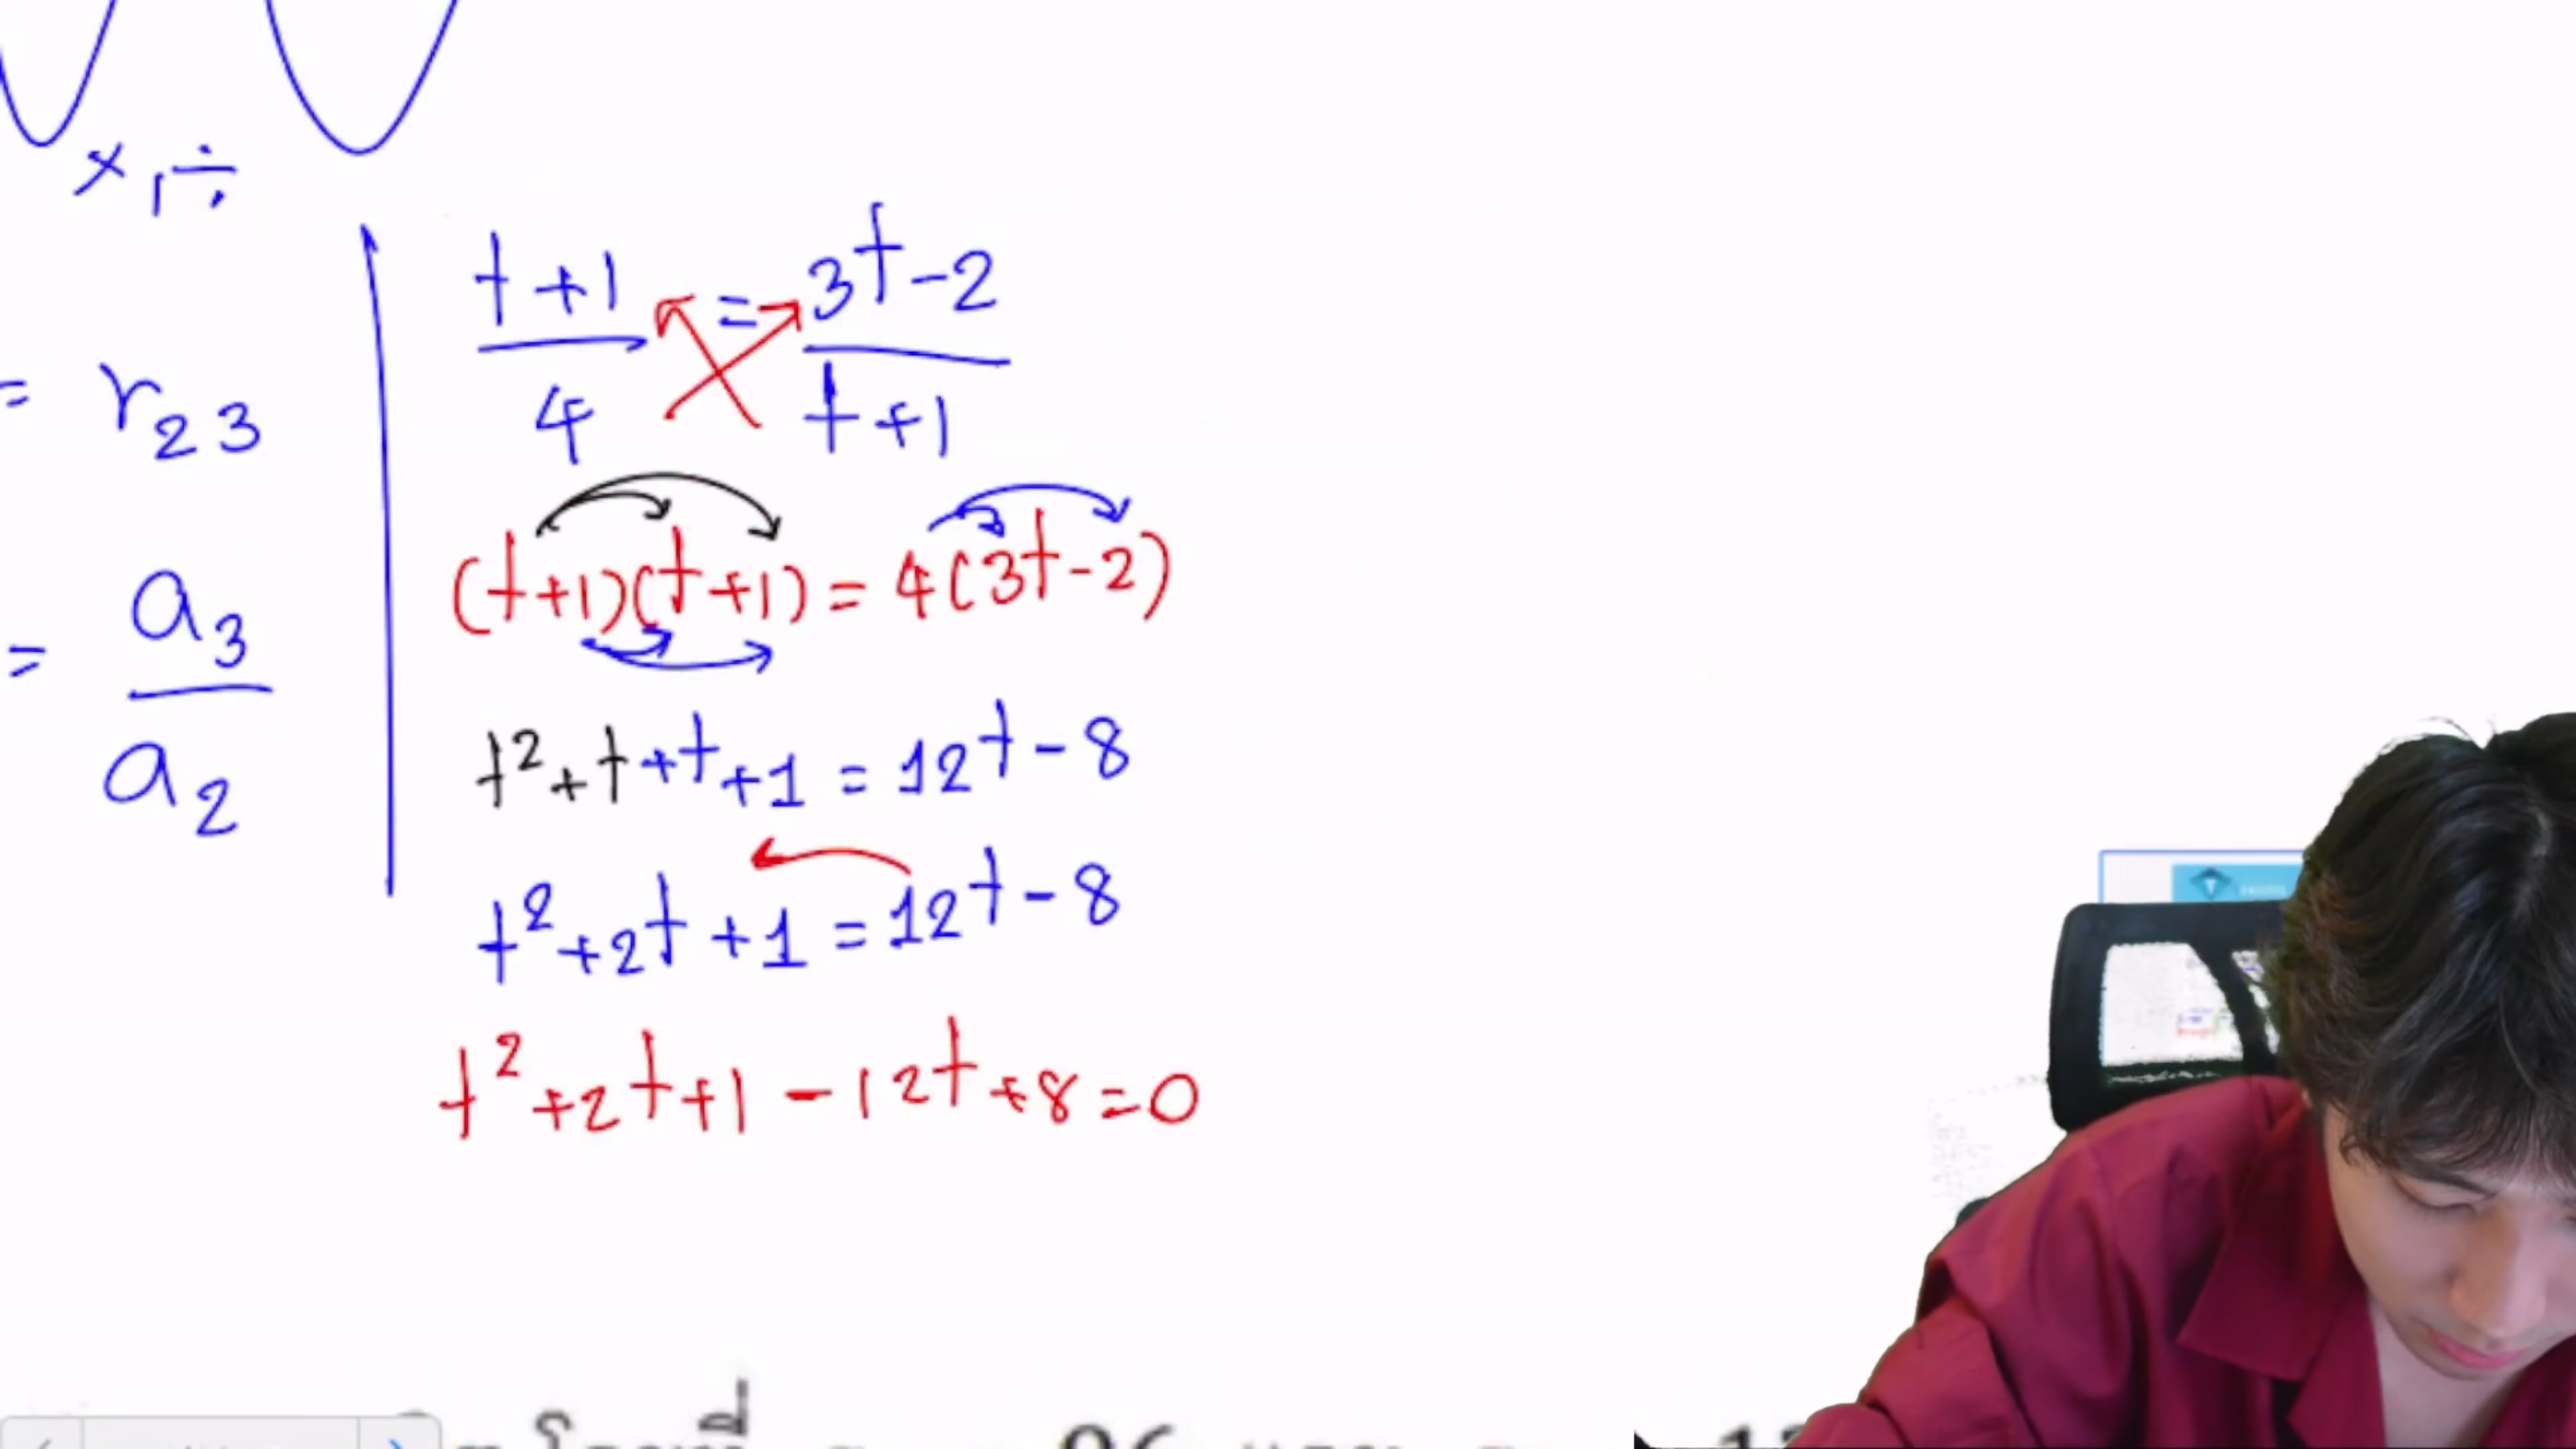 ×, ÷
= r₂₃
= a₃/a₂
(t+1)/4 = (3t-2)/(t+1)
(t+1)(t+1) = 4(3t-2)
t²+t+t+1 = 12t-8
t²+2t+1 = 12t-8
t²+2t+1-12t+8=0